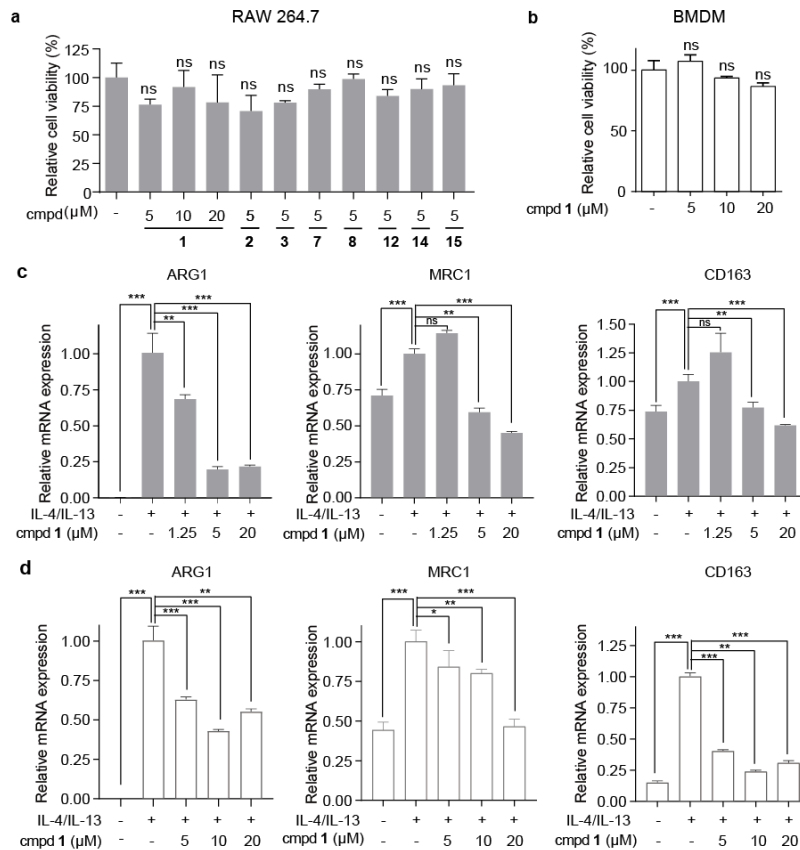 a
RAW 264.7
Relative cell viability (%)
125
100
75
50
25
0
ns ns ns ns ns ns ns ns ns ns
cmpd (μM) - 5 10 20 5 5 5 5 5 5 5
1 2 3 7 8 12 14 15
b
BMDM
Relative cell viability (%)
100
50
0
ns ns ns
cmpd 1 (μM) - 5 10 20
c
ARG1
Relative mRNA expression
1.00
0.75
0.50
0.25
0.00
*** ***
***
**
IL-4/IL-13 - + + + +
cmpd 1 (μM) - - 1.25 5 20
MRC1
Relative mRNA expression
1.00
0.75
0.50
0.25
0.00
*** ***
**
ns
IL-4/IL-13 - + + + +
cmpd 1 (μM) - - 1.25 5 20
CD163
Relative mRNA expression
1.50
1.25
1.00
0.75
0.50
0.25
0.00
*** ***
**
ns
IL-4/IL-13 - + + + +
cmpd 1 (μM) - - 1.25 5 20
d
ARG1
Relative mRNA expression
1.00
0.75
0.50
0.25
0.00
*** **
***
***
IL-4/IL-13 - + + + +
cmpd 1 (μM) - - 5 10 20
MRC1
Relative mRNA expression
1.00
0.75
0.50
0.25
0.00
*** ***
**
*
IL-4/IL-13 - + + + +
cmpd 1 (μM) - - 5 10 20
CD163
Relative mRNA expression
1.25
1.00
0.75
0.50
0.25
0.00
*** ***
**
***
IL-4/IL-13 - + + + +
cmpd 1 (μM) - - 5 10 20